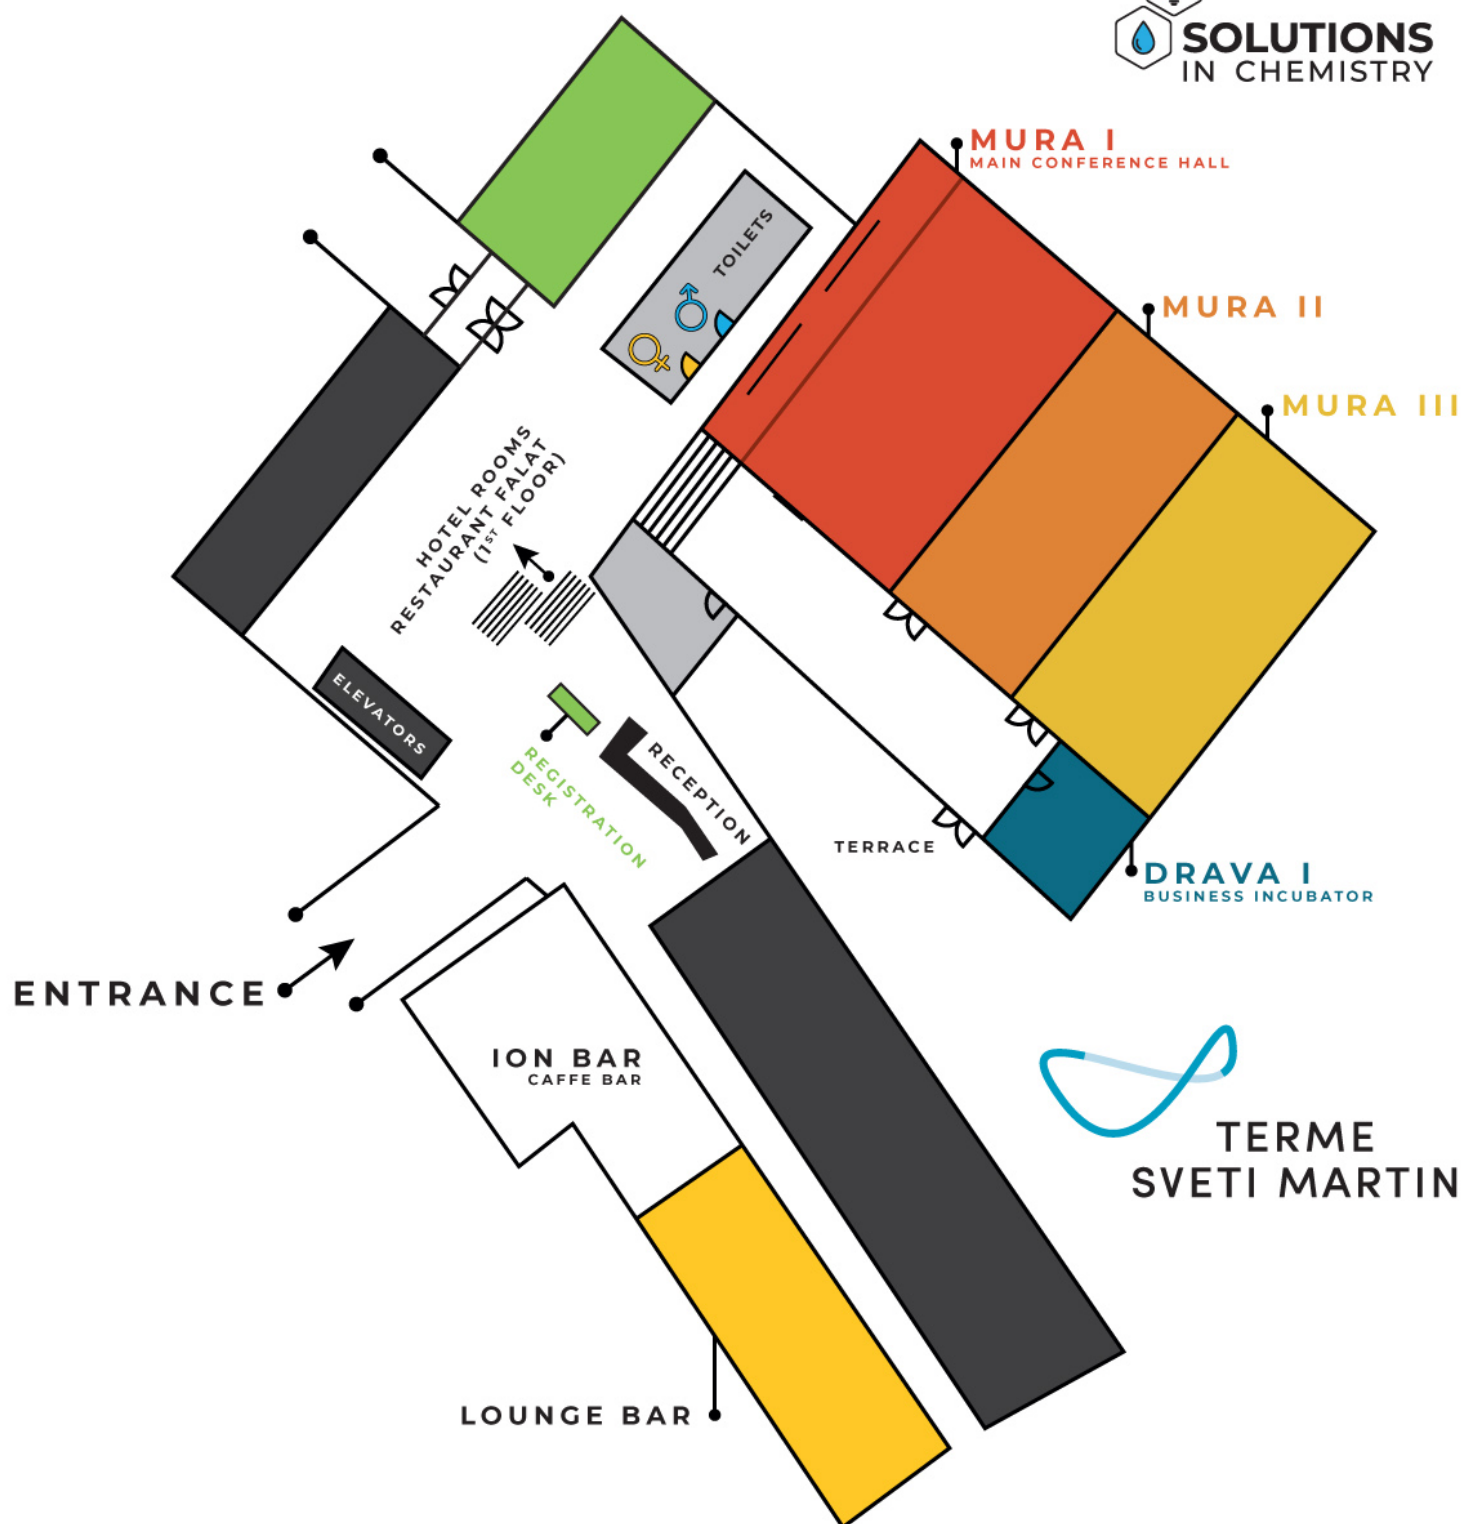 SOLUTIONS
IN CHEMISTRY
MURA I
MAIN CONFERENCE HALL
TOILETS
MURA II
MURA III
HOTEL ROOMS
RESTAURANT FALAT
(1ST FLOOR)
ELEVATORS
REGISTRATION
DESK
RECEPTION
TERRACE
DRAVA I
BUSINESS INCUBATOR
ENTRANCE
ION BAR
CAFFE BAR
TERME
SVETI MARTIN
LOUNGE BAR